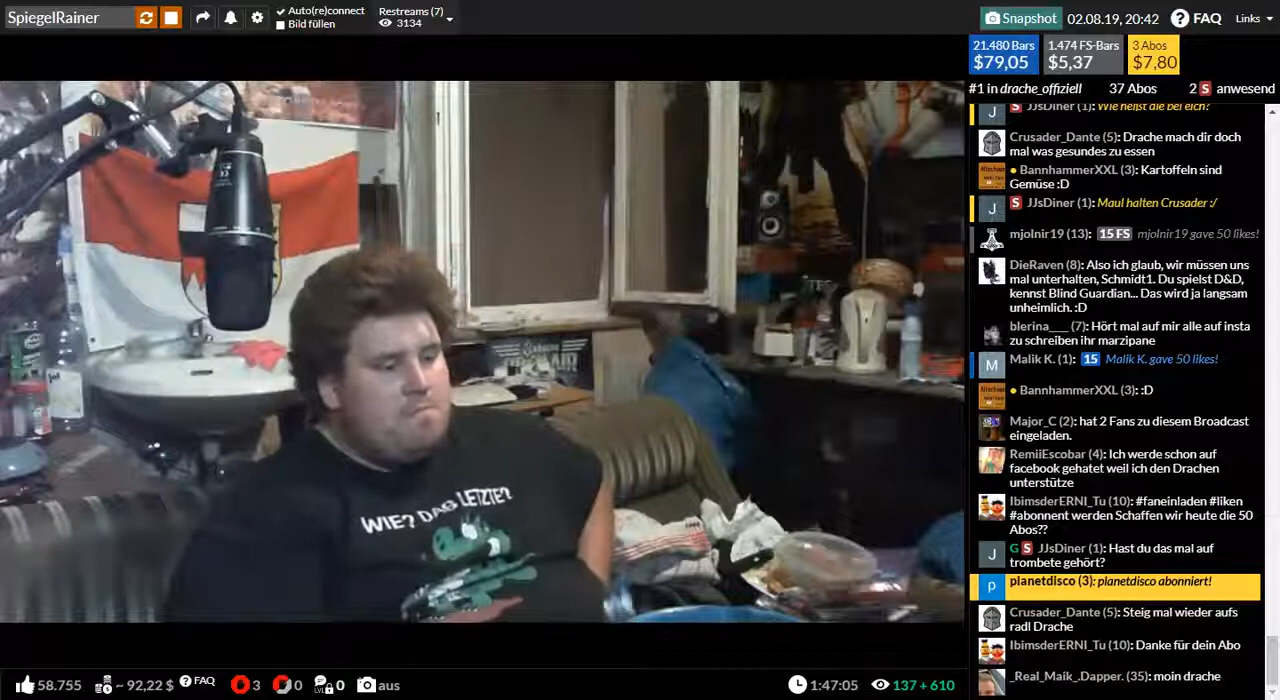 SpiegelRainer
Auto(re)connect
Bild füllen
Restreams (7)
3134
Snapshot
02.08.19, 20:42
FAQ
Links
21.480 Bars
$79,05
1.474 FS-Bars
$5,37
3 Abos
$7,80
#1 in drache_offiziell
37 Abos
2 S anwesend
J
S JJsDiner (1): Wie heißt die bei eich?
Crusader_Dante (5): Drache mach dir doch
mal was gesundes zu essen
BannhammerXXL (3): Kartoffeln sind
Gemüse :D
J
S JJsDiner (1): Maul halten Crusader :/
mjolnir19 (13): 15 FS mjolnir19 gave 50 likes!
DieRaven (8): Also ich glaub, wir müssen uns
mal unterhalten, Schmidt1. Du spielst D&D,
kennst Blind Guardian... Das wird ja langsam
unheimlich. :D
blerina___ (7): Hört mal auf mir alle auf insta
zu schreiben ihr marzipane
M
Malik K. (1): 15 Malik K. gave 50 likes!
BannhammerXXL (3): :D
Major_C (2): hat 2 Fans zu diesem Broadcast
eingeladen.
RemiiEscobar (4): Ich werde schon auf
facebook gehatet weil ich den Drachen
unterstütze
IbimsderERNI_Tu (10): #faneinladen #liken
#abonnent werden Schaffen wir heute die 50
Abos??
J
G S JJsDiner (1): Hast du das mal auf
trombete gehört?
p
planetdisco (3): planetdisco abonniert!
Crusader_Dante (5): Steig mal wieder aufs
radl Drache
IbimsderERNI_Tu (10): Danke für dein Abo
_Real_Maik_.Dapper. (35): moin drache
WIE? DAS LETZTE?
58.755
~ 92,22 $
FAQ
3
0
LVL
0
aus
1:47:05
137 + 610